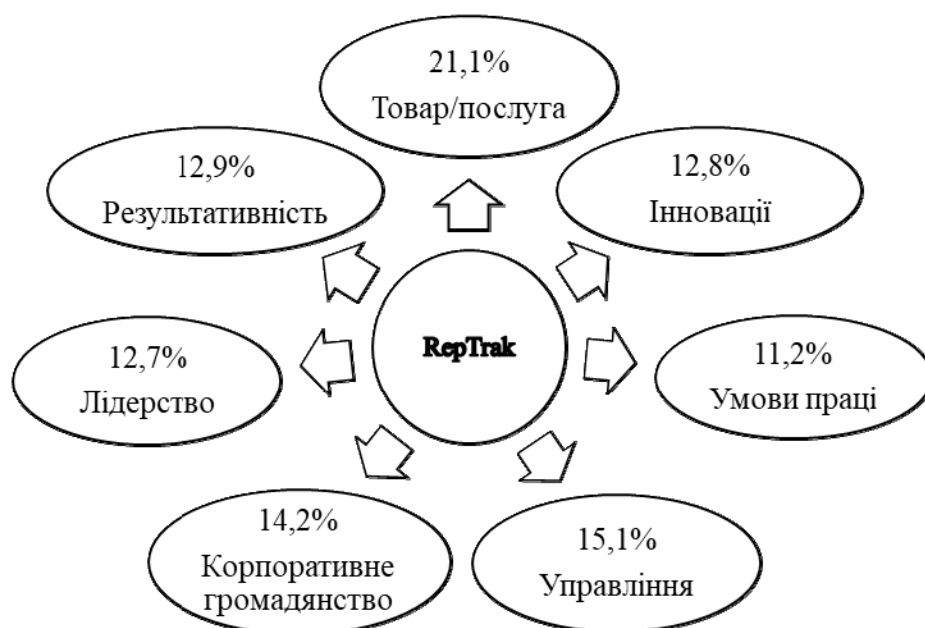 21,1%
Товар/послуга
12,9%
Результативність
12,8%
Інновації
RepTrak
12,7%
Лідерство
11,2%
Умови праці
14,2%
Корпоративне
громадянство
15,1%
Управління